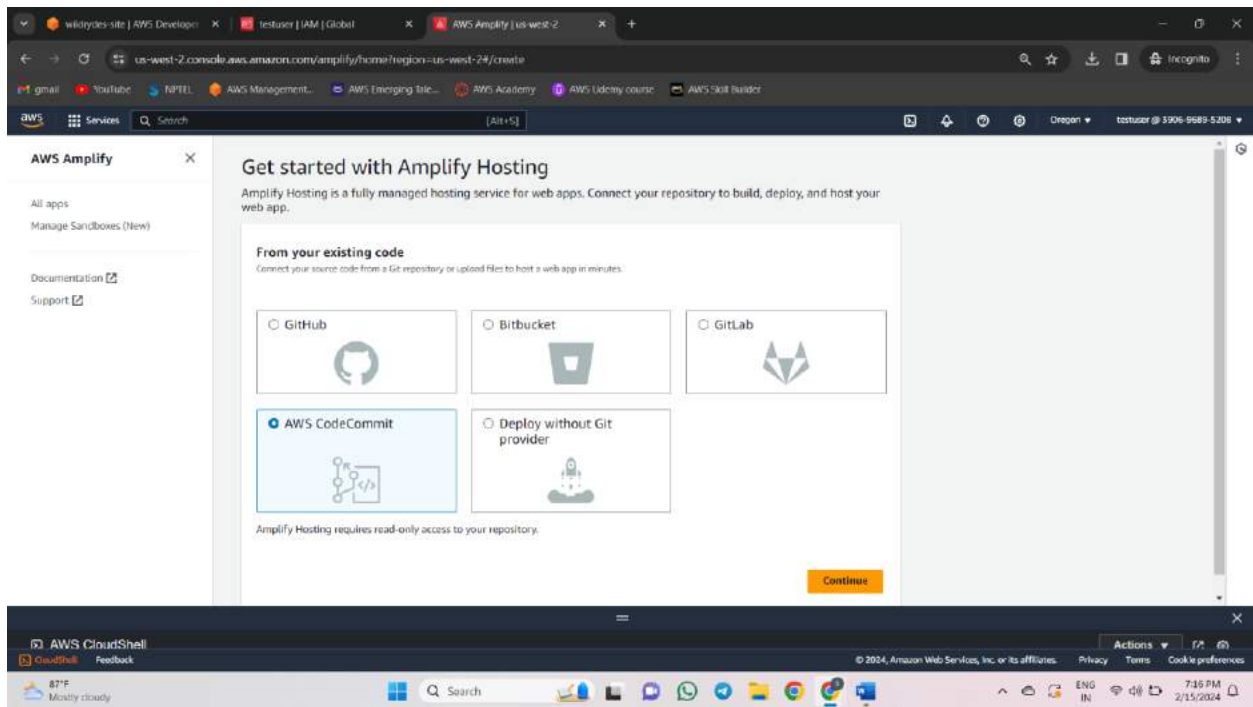 wildrydes-site | AWS Developer
testuser | IAM | Global
AWS Amplify | us-west-2
us-west-2.console.aws.amazon.com/amplify/home?region=us-west-2#/create
Incognito
gmail
YouTube
NPTEL
AWS Management...
AWS Emerging Tale...
AWS Academy
AWS Udemy course
AWS Skill Builder
aws
Services
Search
[Alt+S]
Oregon
testuser @ 3906-9689-5208
AWS Amplify
All apps
Manage Sandboxes (New)
Documentation
Support
Get started with Amplify Hosting
Amplify Hosting is a fully managed hosting service for web apps. Connect your repository to build, deploy, and host your
web app.
From your existing code
Connect your source code from a Git repository or upload files to host a web app in minutes.
GitHub
Bitbucket
GitLab
AWS CodeCommit
Deploy without Git
provider
Amplify Hosting requires read-only access to your repository.
Continue
AWS CloudShell
Actions
CloudShell
Feedback
© 2024, Amazon Web Services, Inc. or its affiliates.
Privacy
Terms
Cookie preferences
87°F
Mostly cloudy
Search
ENG
IN
7:16 PM
2/15/2024